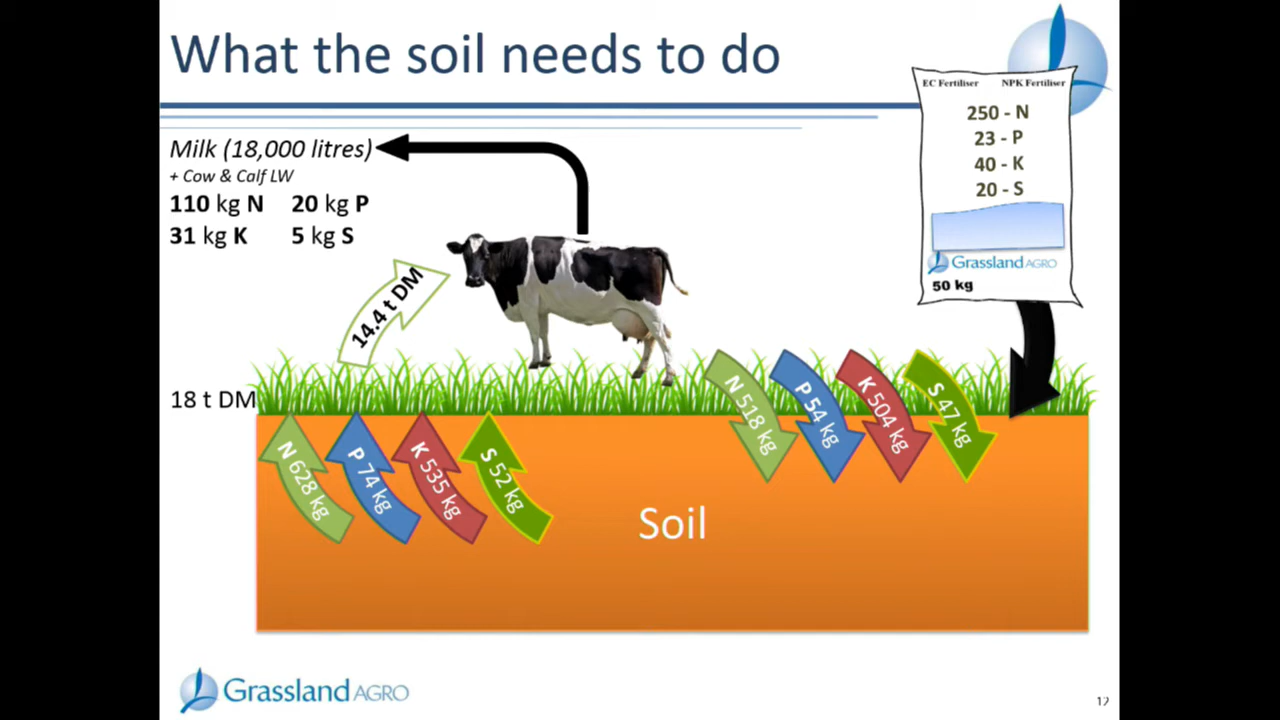 What the soil needs to do
EC Fertiliser NPK Fertiliser
250 - N
23 - P
40 - K
20 - S
Grassland AGRO
50 kg
Milk (18,000 litres)
+ Cow & Calf LW
110 kg N 20 kg P
31 kg K 5 kg S
14.4 t DM
18 t DM
N 518 kg
P 54 kg
K 504 kg
S 47 kg
N 628 kg
P 74 kg
K 535 kg
S 52 kg
Soil
Grassland AGRO
12